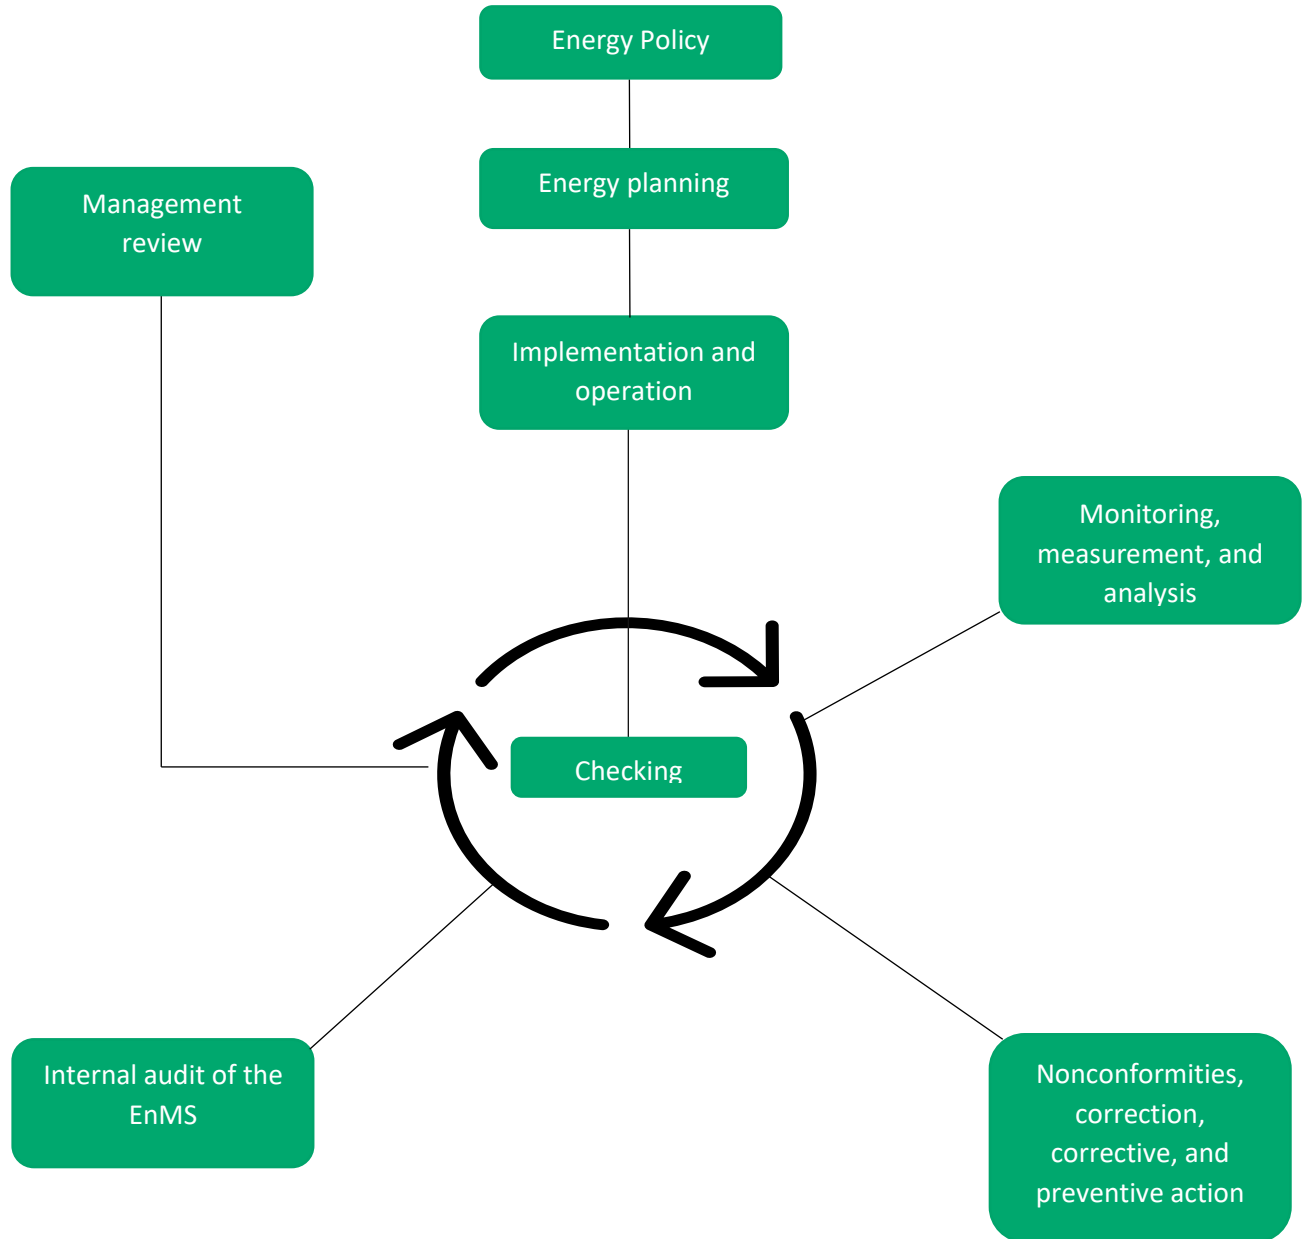 Energy Policy
Energy planning
Management
review
Implementation and
operation
Monitoring,
measurement, and
analysis
Checking
Internal audit of the
EnMS
Nonconformities,
correction,
corrective, and
preventive action